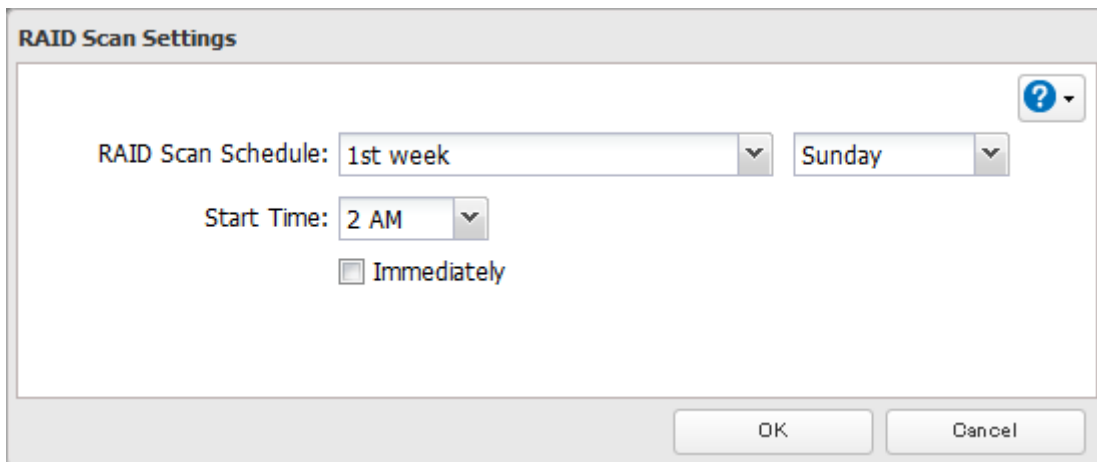 RAID Scan Settings
?
RAID Scan Schedule: 1st week Sunday
Start Time: 2 AM
Immediately
OK Cancel